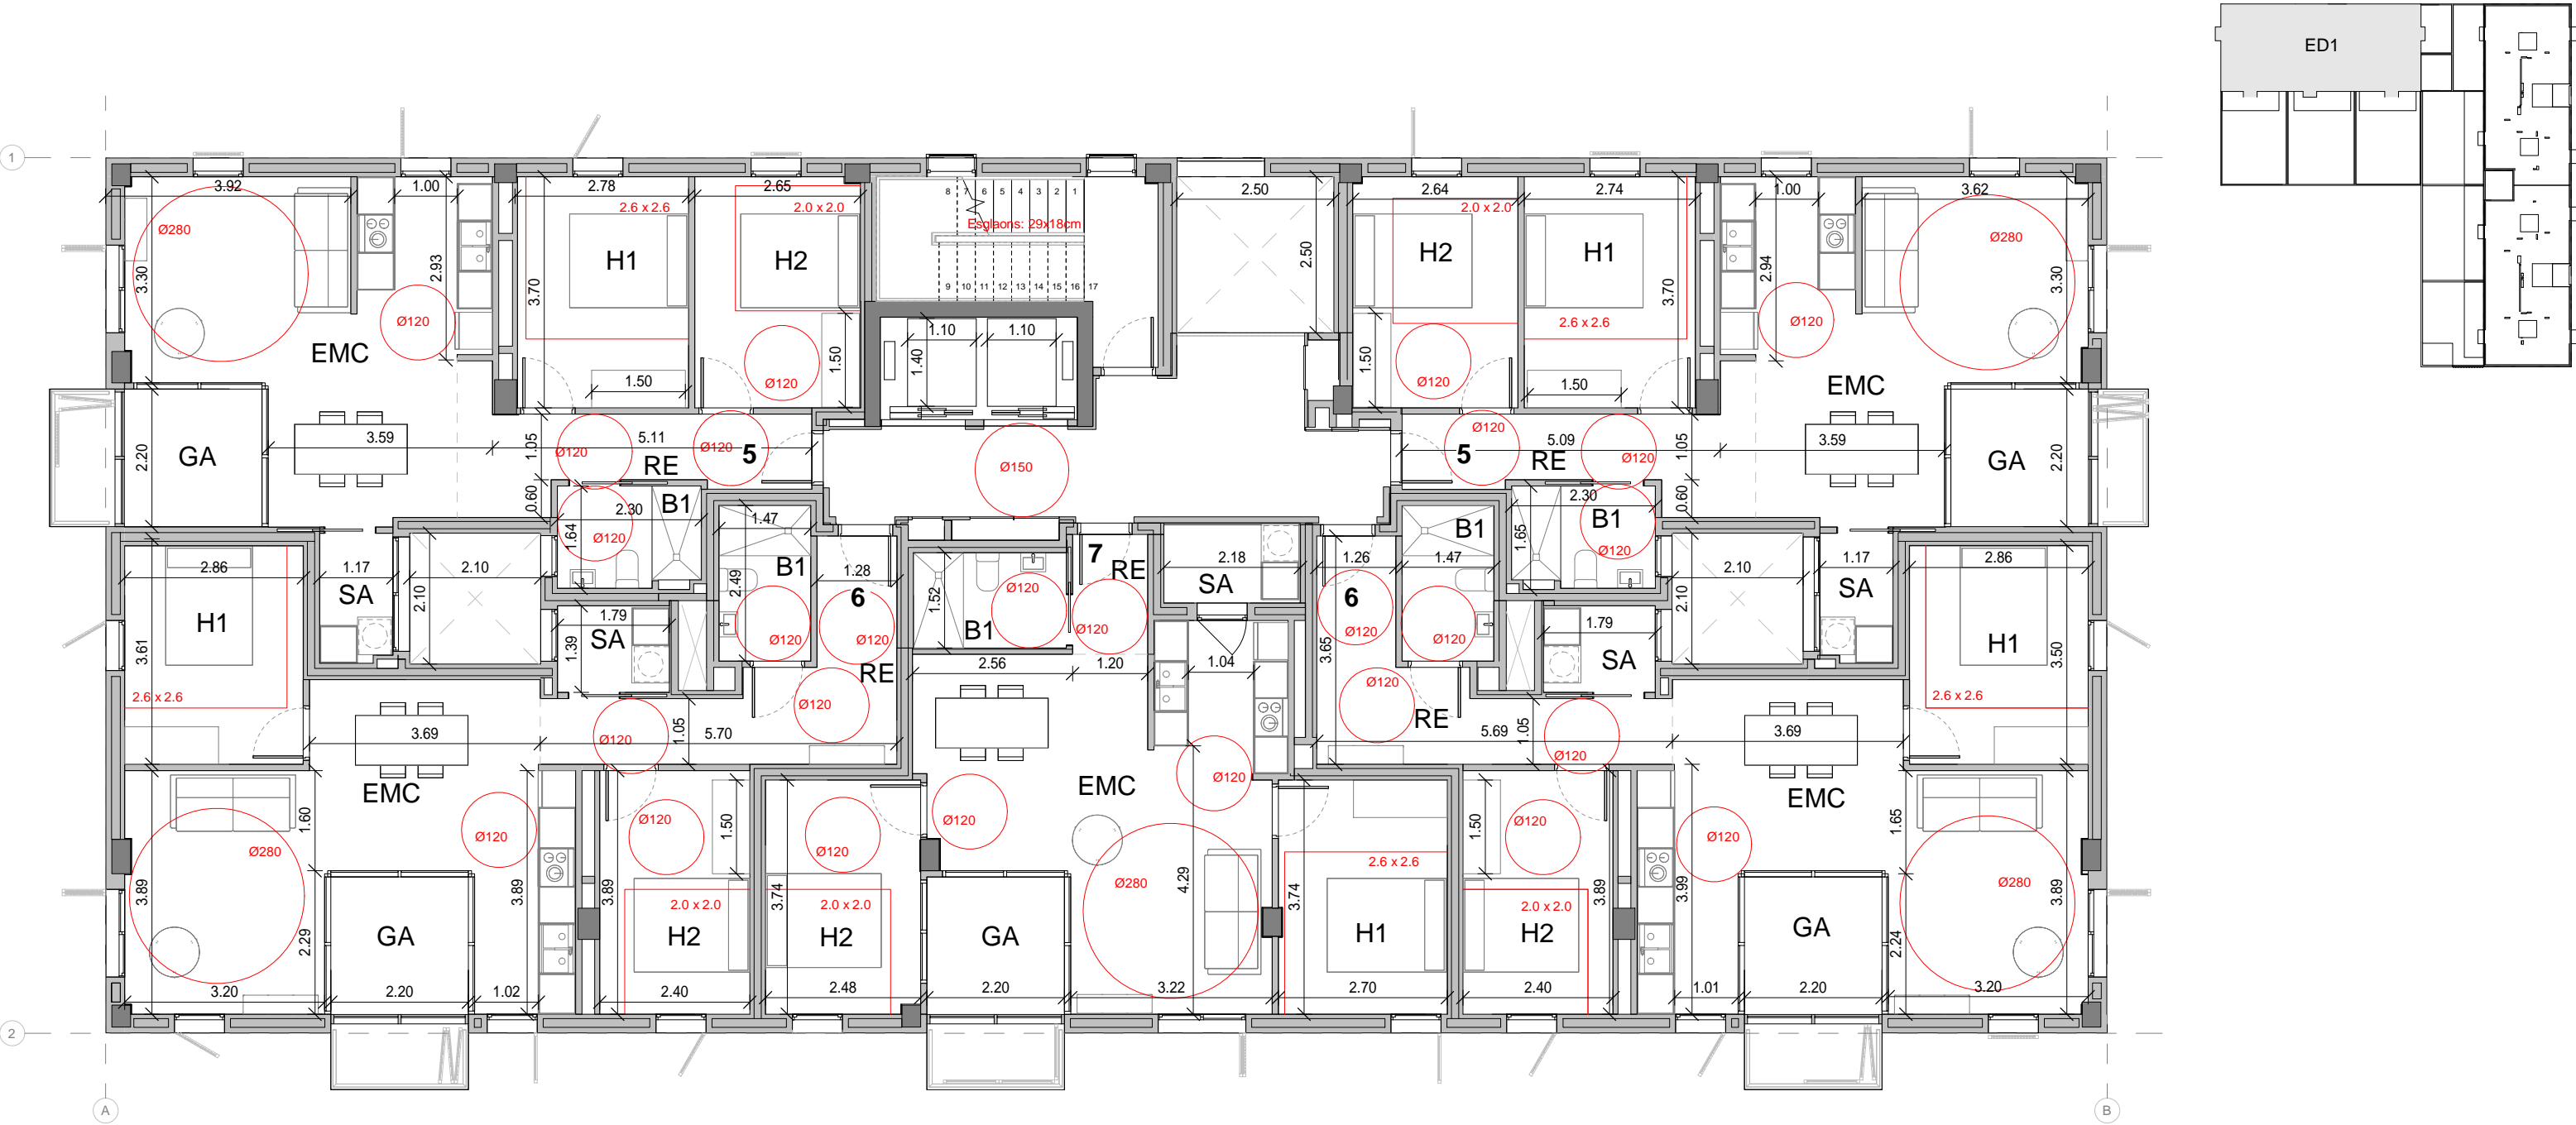 ED1
1
3.92
1.00
2.78
2.65
8 7 6 5 4 3 2 1
2.50
2.64
2.74
1.00
3.62
2.6 x 2.6
2.0 x 2.0
Esglaons: 29x18cm
2.0 x 2.0
Ø280
Ø280
H1
H2
2.50
H2
H1
3.30
2.93
3.70
9 10 11 12 13 14 15 16 17
3.70
2.94
3.30
Ø120
1.10
1.10
2.6 x 2.6
Ø120
EMC
1.40
1.50
1.50
1.50
Ø120
Ø120
1.50
EMC
3.59
5.11
5.09
3.59
Ø120
Ø120
5
Ø120
5
Ø120
GA
2.20
1.05
RE
Ø150
RE
1.05
2.20
GA
0.60
B1
2.30
1.64
Ø120
1.47
2.49
B1
B1
1.47
2.30
1.65
B1
Ø120
0.60
2.86
1.17
2.10
2.10
SA
7
RE
1.28
6
1.52
B1
Ø120
Ø120
2.18
SA
1.26
6
2.10
2.10
1.17
SA
2.86
H1
3.61
1.79
1.39
SA
Ø120
Ø120
RE
2.56
1.20
1.04
3.65
Ø120
Ø120
1.79
SA
H1
3.50
2.6 x 2.6
Ø120
Ø120
RE
2.6 x 2.6
3.69
Ø120
1.05
5.70
5.69
1.05
Ø120
3.69
EMC
EMC
Ø120
EMC
1.60
Ø120
Ø120
1.50
Ø120
Ø120
1.50
Ø120
Ø120
1.65
Ø280
2.6 x 2.6
Ø280
Ø280
3.89
3.89
3.89
3.74
4.29
3.74
3.89
3.99
3.89
2.0 x 2.0
2.0 x 2.0
2.0 x 2.0
GA
H2
H2
GA
H1
H2
GA
2.29
2.24
3.20
2.20
1.02
2.40
2.48
2.20
3.22
2.70
2.40
1.01
2.20
3.20
2
A
B